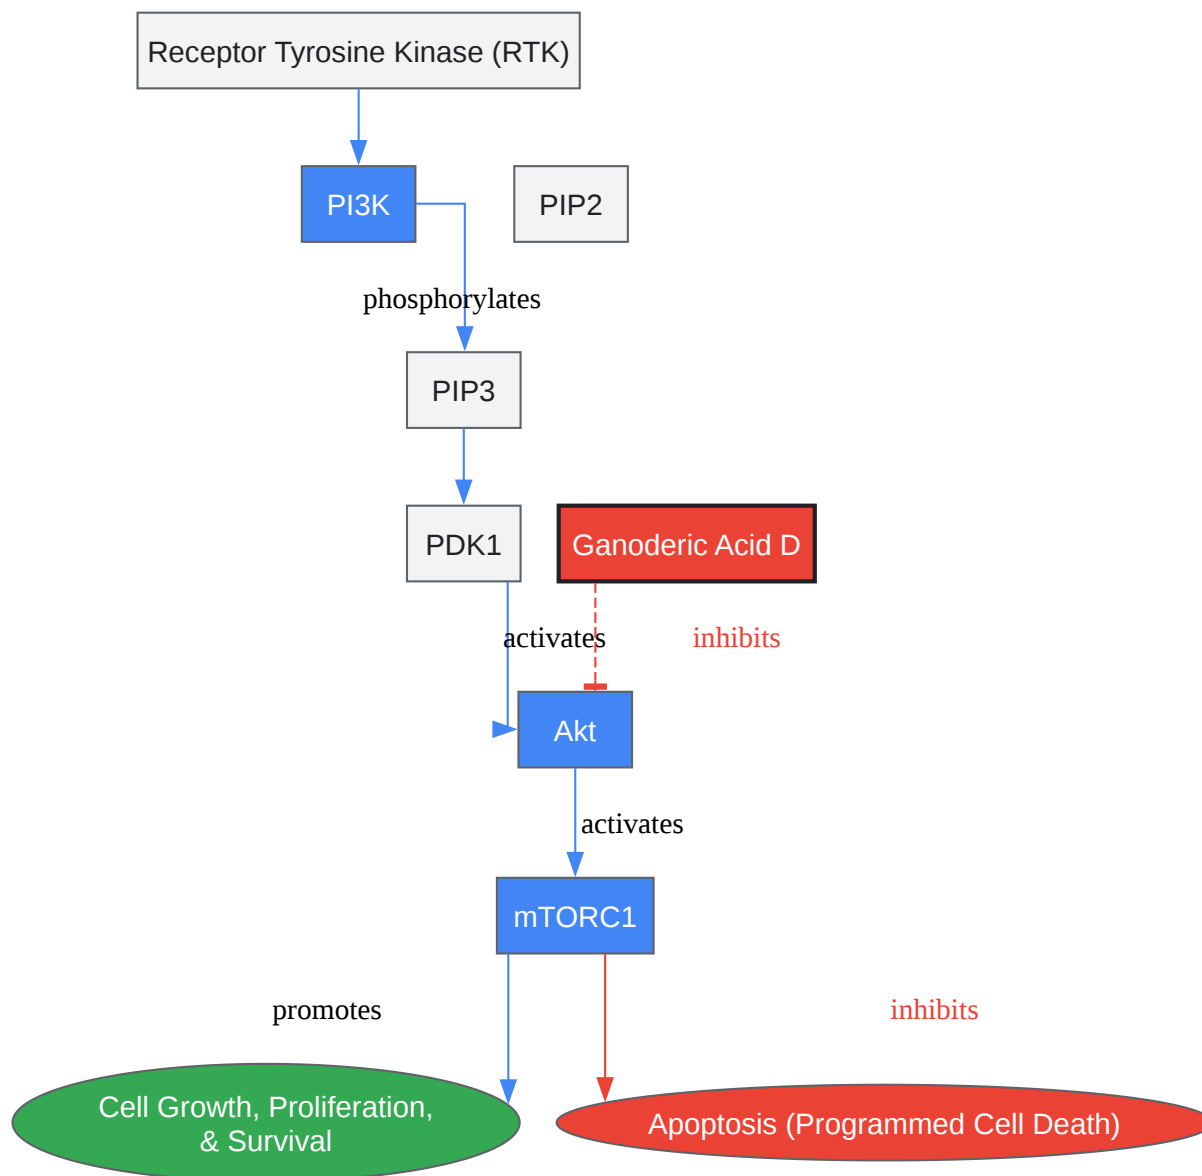 Receptor Tyrosine Kinase (RTK)
PI3K
PIP2
phosphorylates
PIP3
PDK1
Ganoderic Acid D
activates
inhibits
Akt
activates
mTORC1
promotes
inhibits
Cell Growth, Proliferation,
& Survival
Apoptosis (Programmed Cell Death)